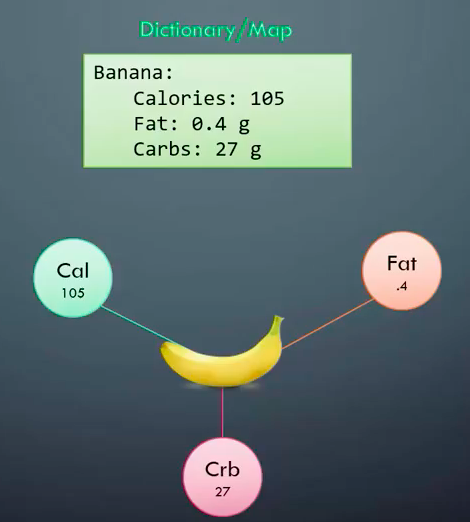 Dictionary/Map
Banana:
Calories: 105
Fat: 0.4 g
Carbs: 27 g
Cal
105
Fat
.4
Crb
27